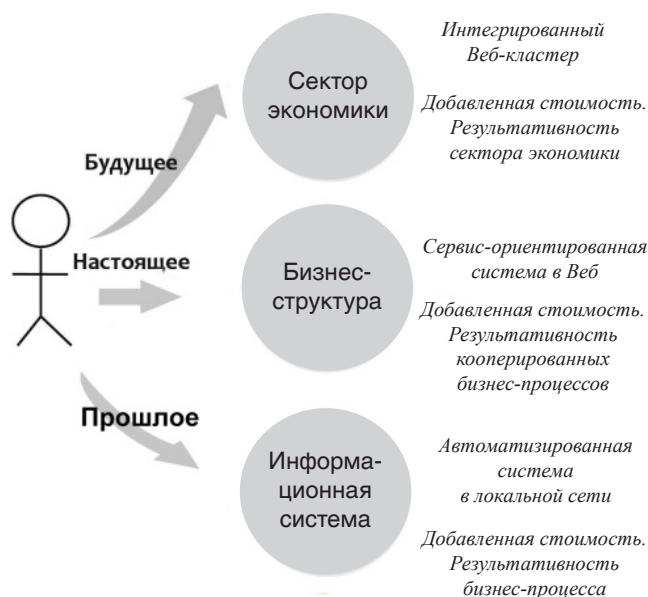 Интегрированный
Веб-кластер
Сектор
экономики
Добавленная стоимость.
Результативность
сектора экономики
Будущее
Настоящее
Сервис-ориентированная
система в Веб
Бизнес-
структура
Добавленная стоимость.
Результативность
кооперированных
бизнес-процессов
Прошлое
Автоматизированная
система
в локальной сети
Информа-
ционная
система
Добавленная стоимость.
Результативность
бизнес-процесса